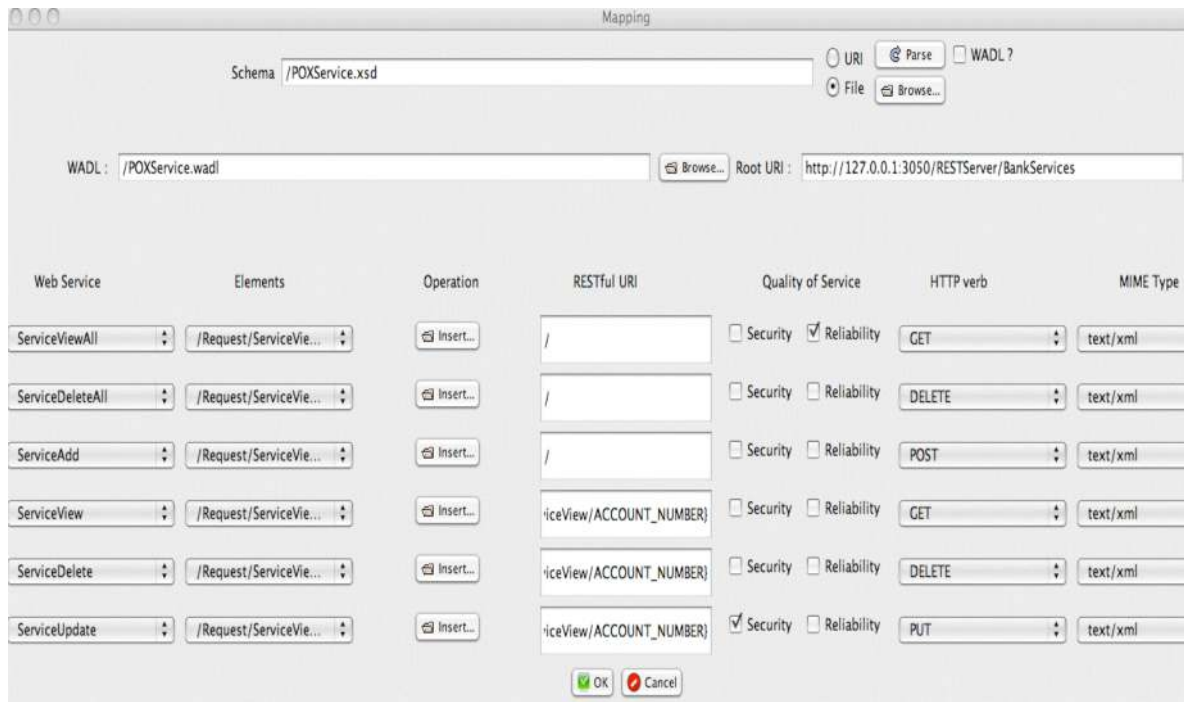 Mapping
Schema /POXService.xsd URI Parse WADL ?
File Browse...
WADL : /POXService.wadl Browse... Root URI : http://127.0.0.1:3050/RESTServer/BankServices
Web Service Elements Operation RESTful URI Quality of Service HTTP verb MIME Type
ServiceViewAll /Request/ServiceVie... Insert... / Security Reliability GET text/xml
ServiceDeleteAll /Request/ServiceVie... Insert... / Security Reliability DELETE text/xml
ServiceAdd /Request/ServiceVie... Insert... / Security Reliability POST text/xml
ServiceView /Request/ServiceVie... Insert... iceView/ACCOUNT_NUMBER} Security Reliability GET text/xml
ServiceDelete /Request/ServiceVie... Insert... iceView/ACCOUNT_NUMBER} Security Reliability DELETE text/xml
ServiceUpdate /Request/ServiceVie... Insert... iceView/ACCOUNT_NUMBER} Security Reliability PUT text/xml
OK Cancel